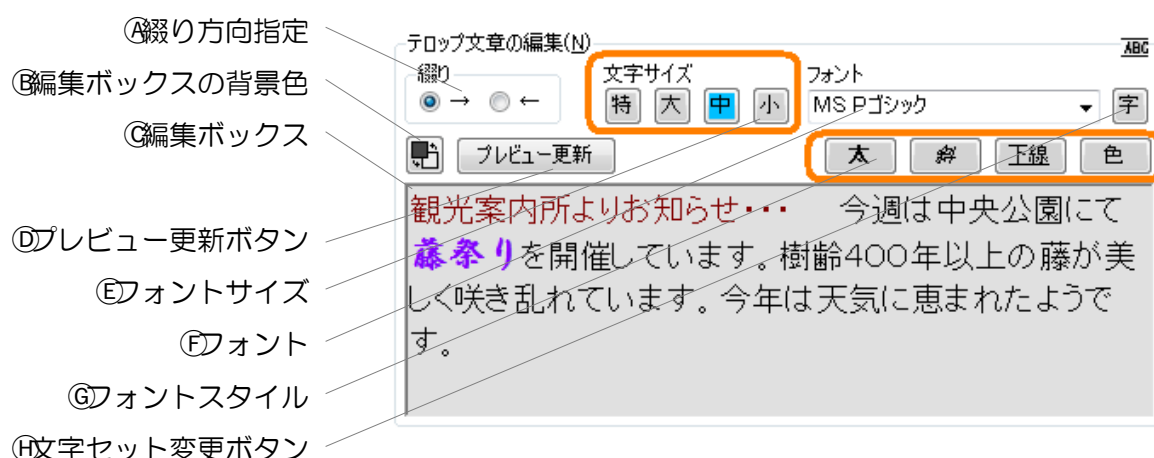 Ⓐ綴り方向指定
Ⓑ編集ボックスの背景色
Ⓒ編集ボックス
Ⓓプレビュー更新ボタン
Ⓔフォントサイズ
Ⓕフォント
Ⓖフォントスタイル
Ⓗ文字セット変更ボタン
テロップ文章の編集(N)
ABC
綴り
→ ←
文字サイズ
特 大 中 小
フォント
MS Pゴシック
字
プレビュー更新
太 斜 下線 色
観光案内所よりお知らせ・・・ 今週は中央公園にて
藤祭りを開催しています。樹齢400年以上の藤が美
しく咲き乱れています。今年は天気に恵まれたようで
す。